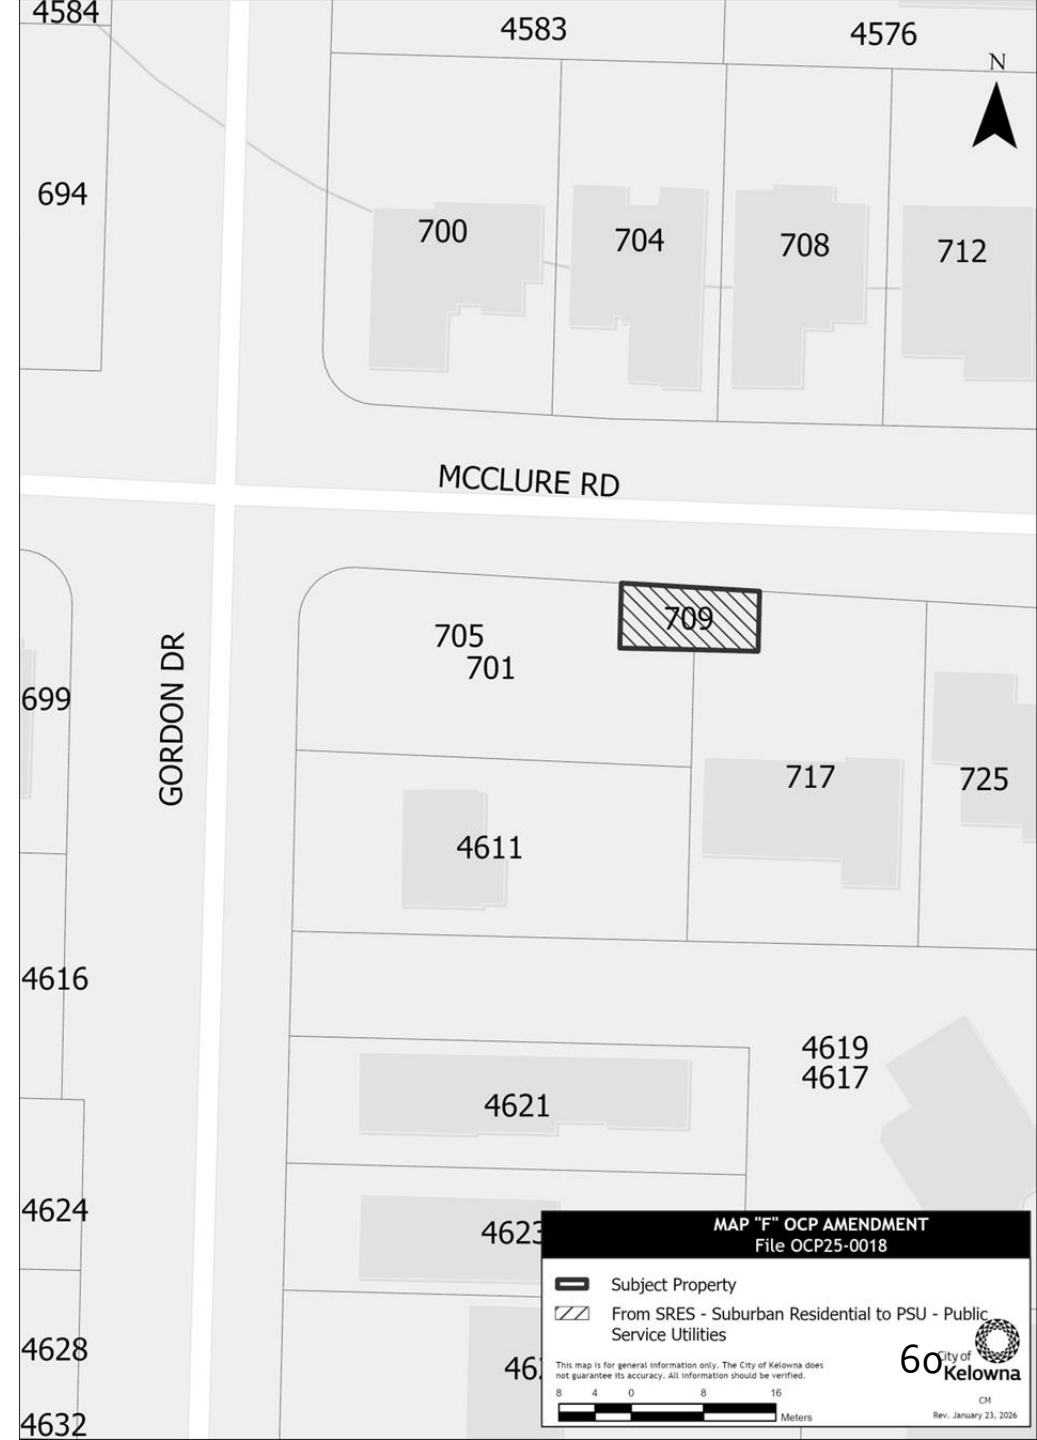 4584
4583
4576
N
694
700
704
708
712
MCCLURE RD
709
705
701
699
GORDON DR
717
725
4611
4616
4619
4617
4621
4624
4623
4628
4632
MAP "F" OCP AMENDMENT
File OCP25-0018
Subject Property
From SRES - Suburban Residential to PSU - Public
Service Utilities
This map is for general information only. The City of Kelowna does
not guarantee its accuracy. All information should be verified.
8 4 0 8 16
Meters
60
City of
Kelowna
CM
Rev. January 23, 2026